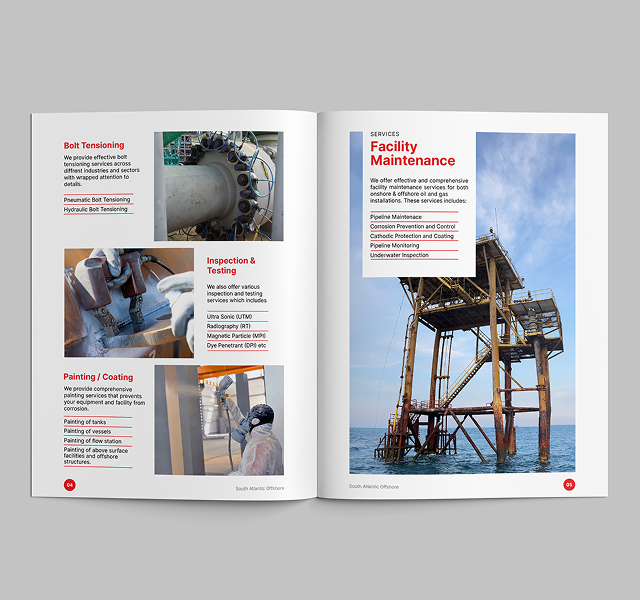 Bolt Tensioning
We provide effective bolt
tensioning services across
diffrent industries and sectors
with wrapped attention to
details.
Pneumatic Bolt Tensioning
hydraulic Bolt Tensioning
Inspection &
Testing
We also offer various
inspection and testing
services which includes
Ultra Sonic (UTM)
Radiography (RT)
Magnetic Particle (MPI)
Dye Penetrant (DPI) etc
Painting / Coating
We provide comprehensive
painting services that prevents
your equipment and facility from
corrosion.
Painting of tanks
Painting of vessels
Painting of flow station
Painting of above surface
facilities and offshore
structures.
04
South Atlantic Offshore
SERVICES
Facility
Maintenance
We offer effective and comprehensive
facility maintenance services for both
onshore & offshore oil and gas
installations. These services includes:
Pipeline Maintenace
Corrosion Prevention and Control
Cathodic Protection and Coating
Pipeline Monitoring
Underwater Inspection
South Atlantic Offshore
05